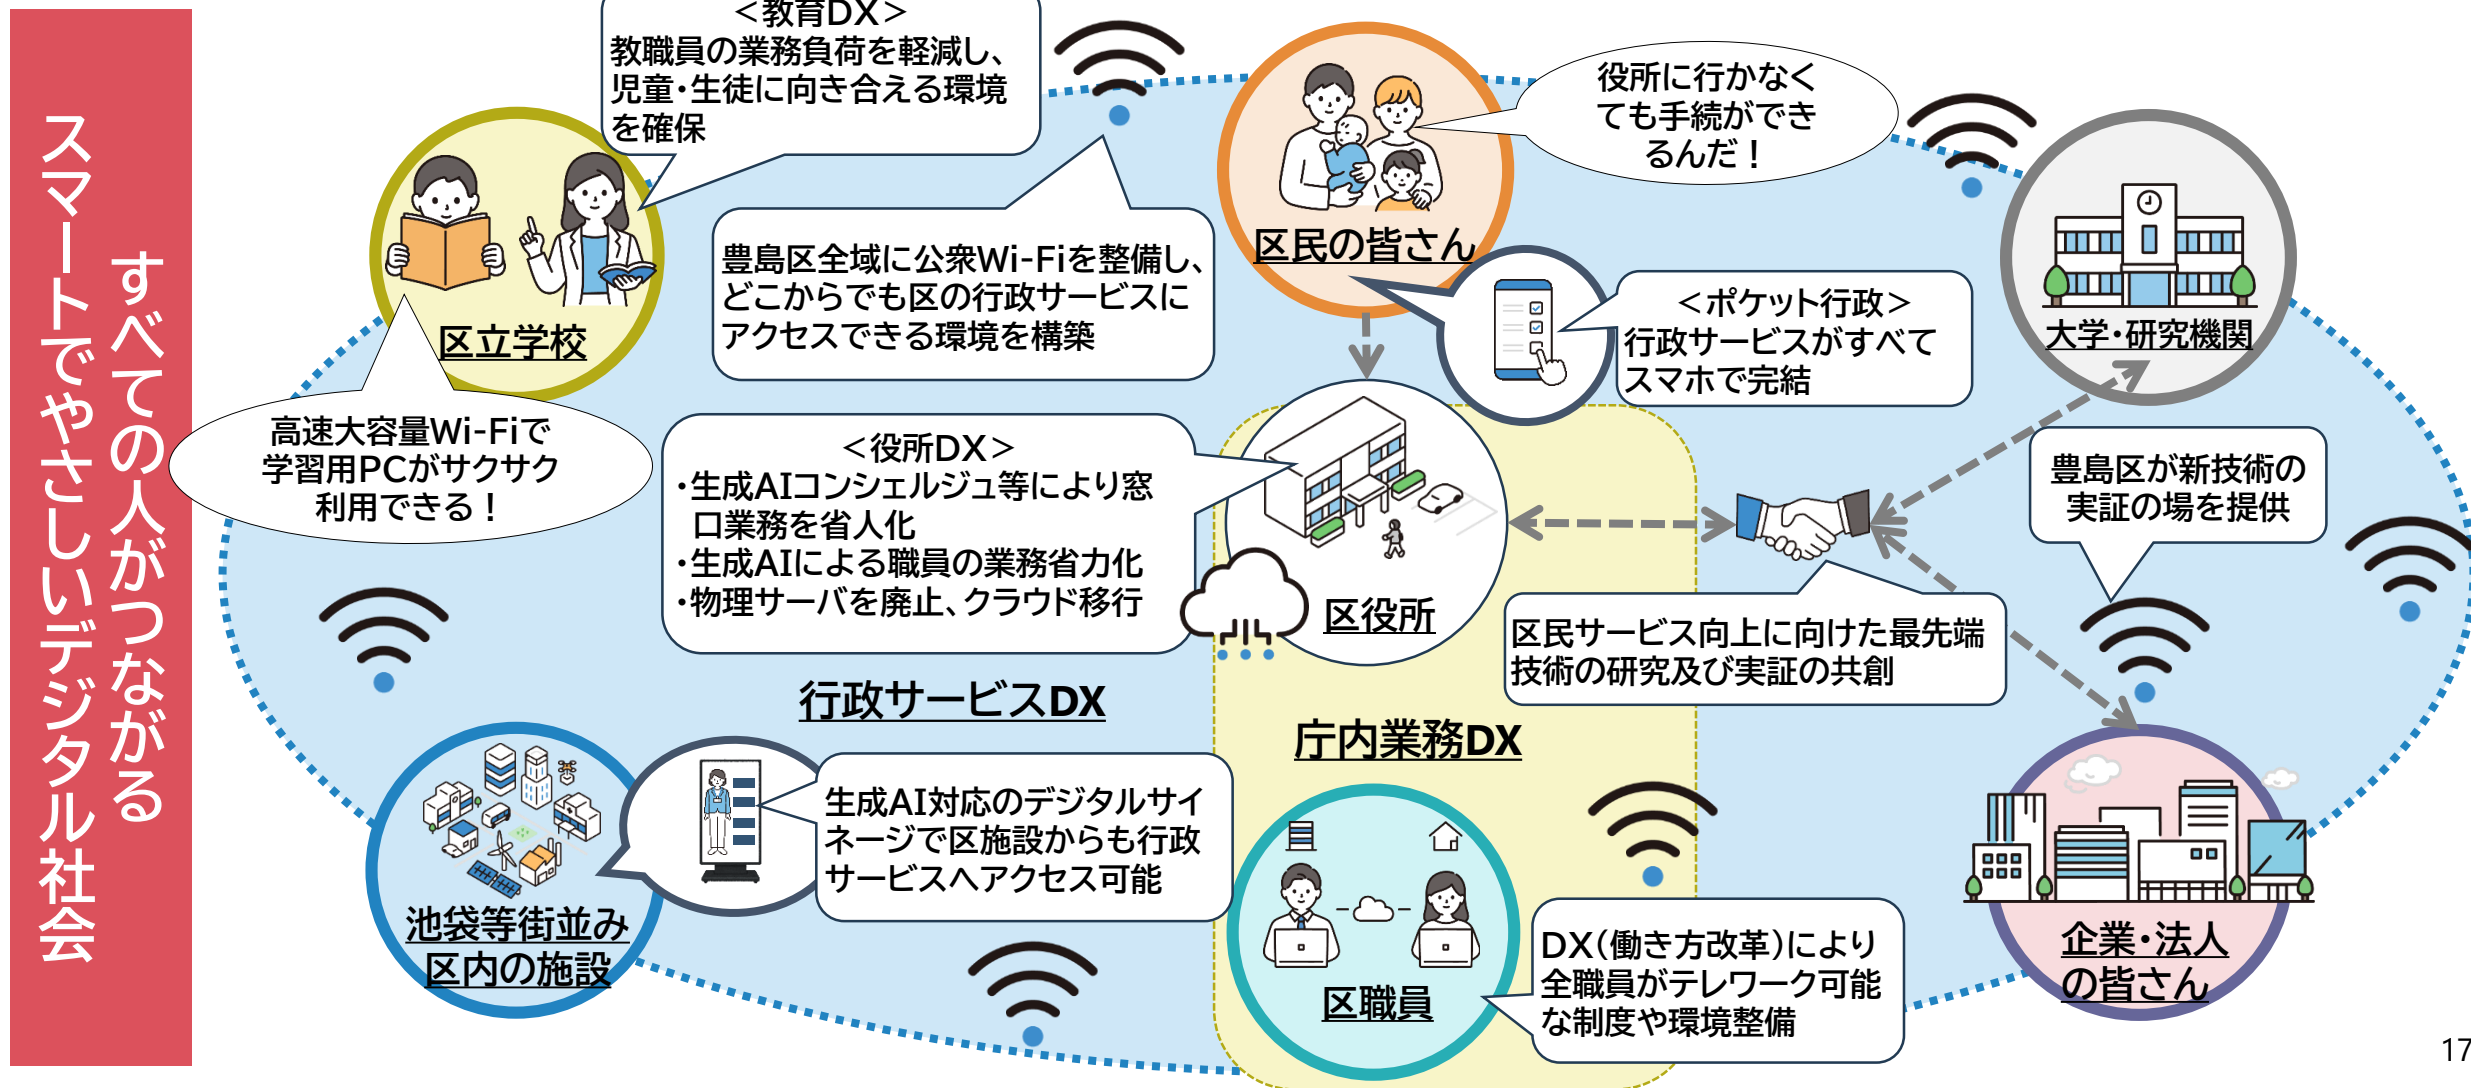 すべての人がつながる
スマートでやさしいデジタル社会
＜教育DX＞
教職員の業務負荷を軽減し、
児童・生徒に向き合える環境
を確保
区立学校
高速大容量Wi-Fiで
学習用PCがサクサク
利用できる！
豊島区全域に公衆Wi-Fiを整備し、
どこからでも区の行政サービスに
アクセスできる環境を構築
区民の皆さん
役所に行かなく
ても手続ができ
るんだ！
＜ポケット行政＞
行政サービスがすべて
スマホで完結
大学・研究機関
＜役所DX＞
・生成AIコンシェルジュ等により窓
口業務を省人化
・生成AIによる職員の業務省力化
・物理サーバを廃止、クラウド移行
区役所
豊島区が新技術の
実証の場を提供
区民サービス向上に向けた最先端
技術の研究及び実証の共創
行政サービスDX
庁内業務DX
池袋等街並み
区内の施設
生成AI対応のデジタルサイ
ネージで区施設からも行政
サービスへアクセス可能
区職員
DX（働き方改革）により
全職員がテレワーク可能
な制度や環境整備
企業・法人
の皆さん
17